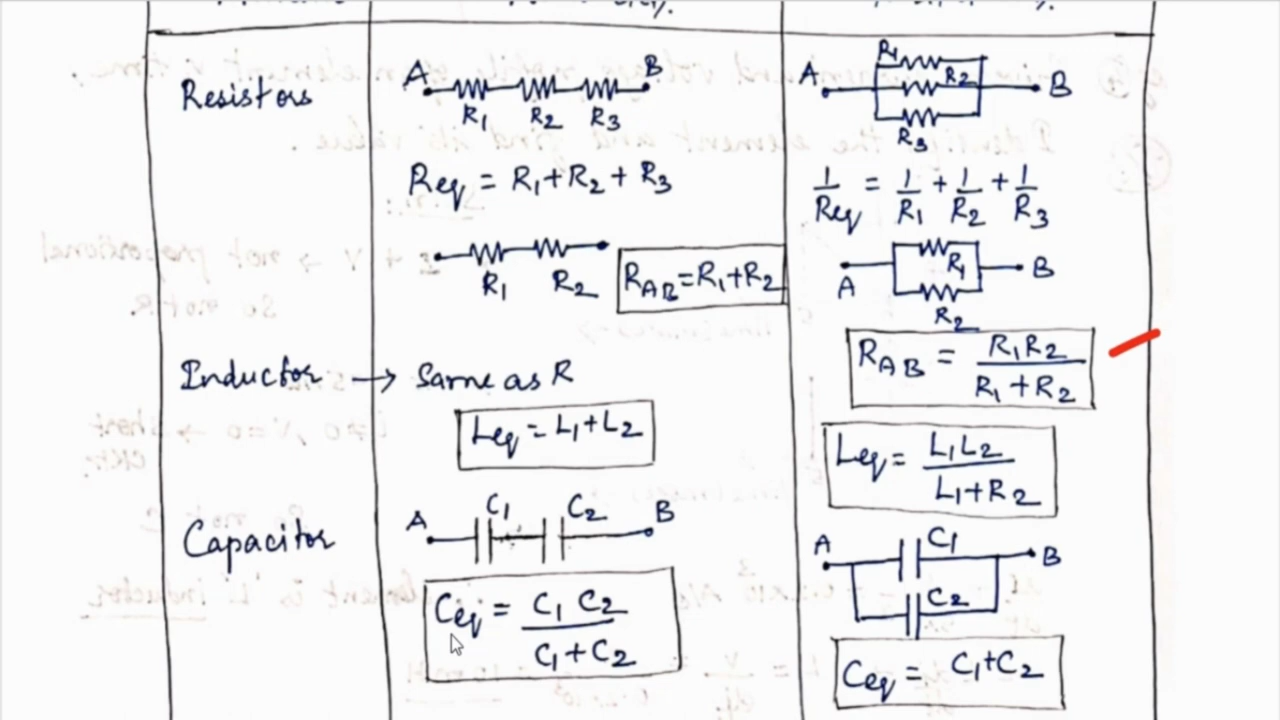 Resistors
A B
R1 R2 R3
Req = R1+R2+R3
R1 R2
RAB=R1+R2
A R1 R2 R3 B
1/Req = 1/R1 + 1/R2 + 1/R3
A R1 B
R2
RAB = R1R2/R1+R2
Inductor → Same as R
Leq = L1+L2
Leq = L1L2/L1+R2
Capacitor
A C1 C2 B
Ceq = C1 C2/C1+C2
A C1 B
C2
Ceq = C1+C2